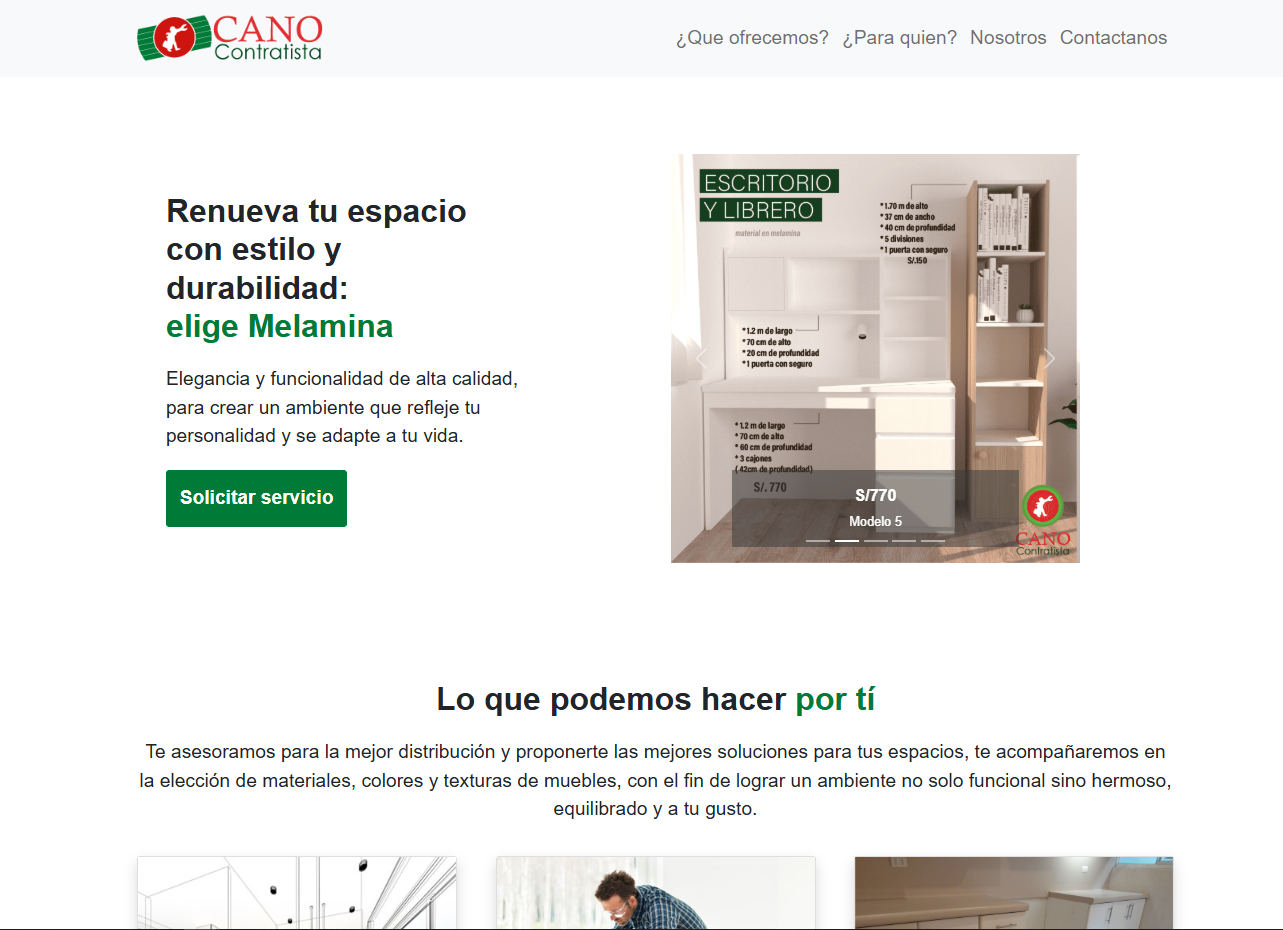 CANO
Contratista
¿Que ofrecemos? ¿Para quien? Nosotros Contactanos
Renueva tu espacio
con estilo y
durabilidad:
elige Melamina
Elegancia y funcionalidad de alta calidad,
para crear un ambiente que refleje tu
personalidad y se adapte a tu vida.
Solicitar servicio
ESCRITORIO
Y LIBRERO
material en melamina
*1.70 m de alto
* 37 cm de ancho
* 40 cm de profundidad
* 5 divisiones
* 1 puerta con seguro
S/.150
*1.2 m de largo
* 70 cm de alto
* 20 cm de profundidad
* 1 puerta con seguro
*1.2 m de largo
* 70 cm de alto
* 60 cm de profundidad
* 3 cajones
( 42cm de profundidad)
S/. 770
S/770
Modelo 5
CANO
Contratista
Lo que podemos hacer por tí
Te asesoramos para la mejor distribución y proponerte las mejores soluciones para tus espacios, te acompañaremos en
la elección de materiales, colores y texturas de muebles, con el fin de lograr un ambiente no solo funcional sino hermoso,
equilibrado y a tu gusto.